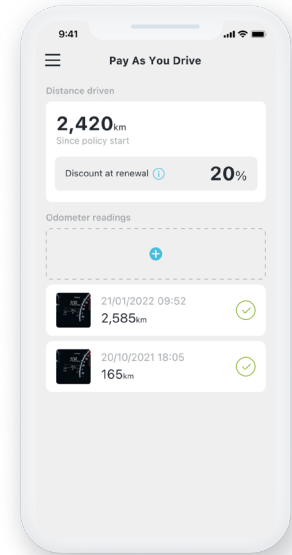 9:41
Pay As You Drive
Distance driven
2,420km
Since policy start
Discount at renewal 20%
Odometer readings
21/01/2022 09:52
2,585km
20/10/2021 18:05
165km